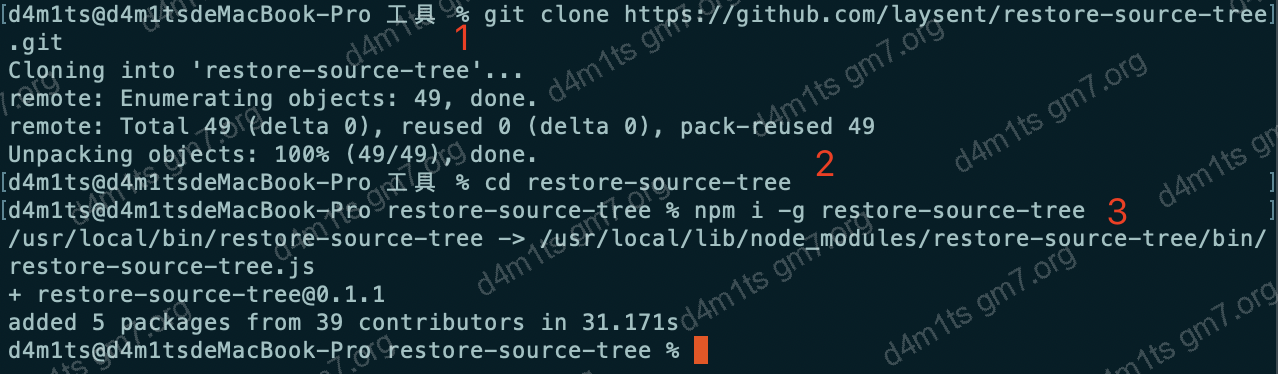 [d4m1ts@d4m1tsdeMacBook-Pro 工具 % git clone https://github.com/laysent/restore-source-tree]
.git
1
Cloning into 'restore-source-tree'...
remote: Enumerating objects: 49, done.
remote: Total 49 (delta 0), reused 0 (delta 0), pack-reused 49
Unpacking objects: 100% (49/49), done.
2
[d4m1ts@d4m1tsdeMacBook-Pro 工具 % cd restore-source-tree ]
[d4m1ts@d4m1tsdeMacBook-Pro restore-source-tree % npm i -g restore-source-tree 3 ]
/usr/local/bin/restore-source-tree -> /usr/local/lib/node_modules/restore-source-tree/bin/
restore-source-tree.js
+ restore-source-tree@0.1.1
added 5 packages from 39 contributors in 31.171s
d4m1ts@d4m1tsdeMacBook-Pro restore-source-tree %
d4m1ts gm7.org